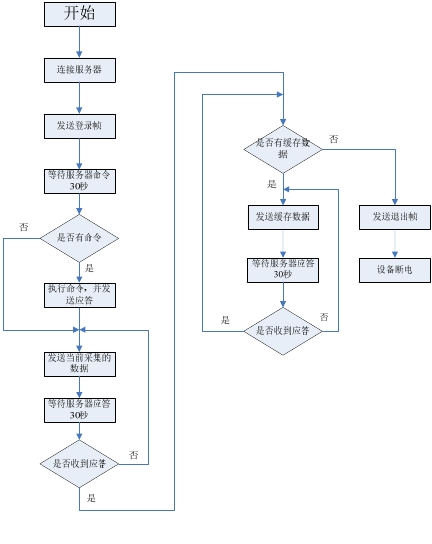 开始
连接服务器
发送登录帧
等待服务器命令
30秒
是否有命令
否
是
执行命令，并发
送应答
发送当前采集的
数据
等待服务器应答
30秒
是否收到应答
否
是
是否有缓存数
据
否
是
发送缓存数据
等待服务器应答
30秒
是否收到应答
是
否
发送退出帧
设备断电